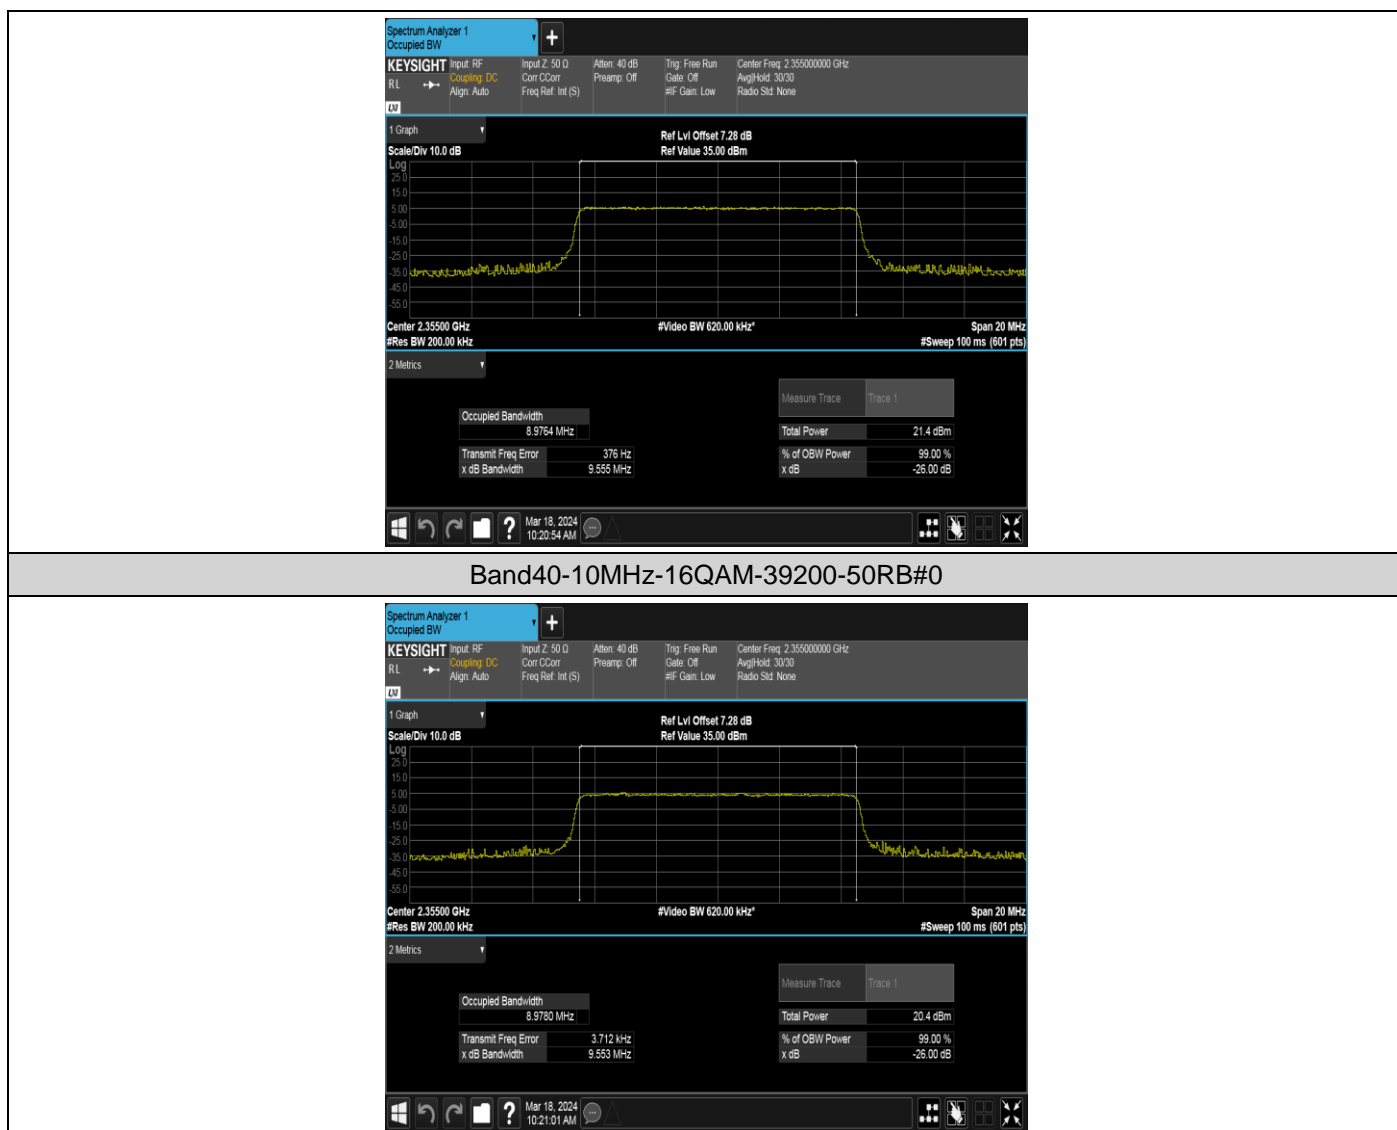 Spectrum Analyzer 1
Occupied BW
+
KEYSIGHT
RL
LXI
Input: RF
Coupling: DC
Align: Auto
Input Z: 50 Ω
Corr CCorr
Freq Ref: Int (S)
Atten: 40 dB
Preamp: Off
Trig: Free Run
Gate: Off
#IF Gain: Low
Center Freq: 2.355000000 GHz
Avg|Hold: 30/30
Radio Std: None
1 Graph
Scale/Div 10.0 dB
Ref Lvl Offset 7.28 dB
Ref Value 35.00 dBm
Log
25.0
15.0
5.00
-5.00
-15.0
-25.0
-35.0
-45.0
-55.0
Center 2.35500 GHz
#Res BW 200.00 kHz
#Video BW 620.00 kHz*
Span 20 MHz
#Sweep 100 ms (601 pts)
2 Metrics
Measure Trace Trace 1
Occupied Bandwidth
8.9764 MHz
Total Power 21.4 dBm
Transmit Freq Error 376 Hz
% of OBW Power 99.00 %
x dB Bandwidth 9.555 MHz
x dB -26.00 dB
?
Mar 18, 2024
10:20:54 AM
Band40-10MHz-16QAM-39200-50RB#0
Spectrum Analyzer 1
Occupied BW
+
KEYSIGHT
RL
LXI
Input: RF
Coupling: DC
Align: Auto
Input Z: 50 Ω
Corr CCorr
Freq Ref: Int (S)
Atten: 40 dB
Preamp: Off
Trig: Free Run
Gate: Off
#IF Gain: Low
Center Freq: 2.355000000 GHz
Avg|Hold: 30/30
Radio Std: None
1 Graph
Scale/Div 10.0 dB
Ref Lvl Offset 7.28 dB
Ref Value 35.00 dBm
Log
25.0
15.0
5.00
-5.00
-15.0
-25.0
-35.0
-45.0
-55.0
Center 2.35500 GHz
#Res BW 200.00 kHz
#Video BW 620.00 kHz*
Span 20 MHz
#Sweep 100 ms (601 pts)
2 Metrics
Measure Trace Trace 1
Occupied Bandwidth
8.9780 MHz
Total Power 20.4 dBm
Transmit Freq Error 3.712 kHz
% of OBW Power 99.00 %
x dB Bandwidth 9.553 MHz
x dB -26.00 dB
?
Mar 18, 2024
10:21:01 AM